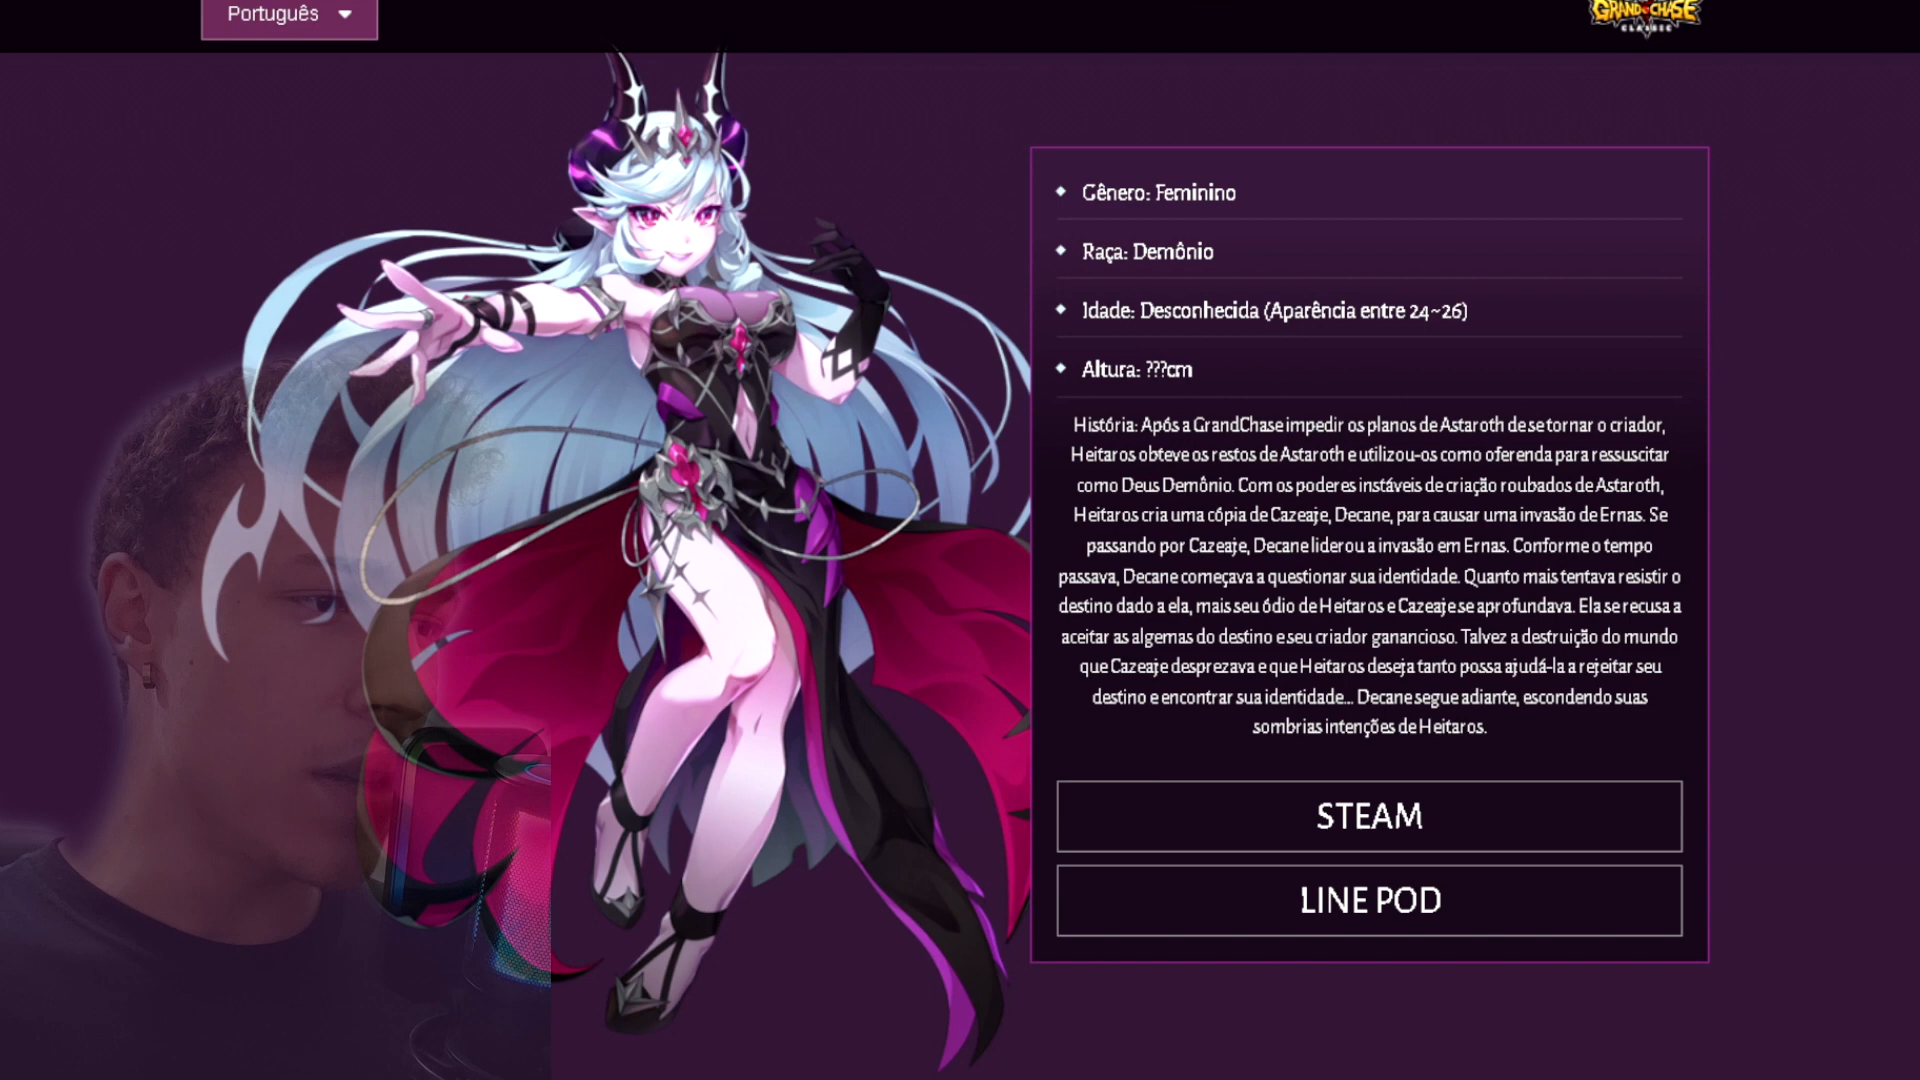 Português
GRAND CHASE
CLASSIC
Gênero: Feminino
Raça: Demônio
Idade: Desconhecida (Aparência entre 24~26)
Altura: ???cm
História: Após a GrandChase impedir os planos de Astaroth de se tornar o criador,
Heitaros obteve os restos de Astaroth e utilizou-os como oferenda para ressuscitar
como Deus Demônio. Com os poderes instáveis de criação roubados de Astaroth,
Heitaros cria uma cópia de Cazeaje, Decane, para causar uma invasão de Ernas. Se
passando por Cazeaje, Decane liderou a invasão em Ernas. Conforme o tempo
passava, Decane começava a questionar sua identidade. Quanto mais tentava resistir o
destino dado a ela, mais seu ódio de Heitaros e Cazeaje se aprofundava. Ela se recusa a
aceitar as algemas do destino e seu criador ganancioso. Talvez a destruição do mundo
que Cazeaje desprezava e que Heitaros deseja tanto possa ajudá-la a rejeitar seu
destino e encontrar sua identidade... Decane segue adiante, escondendo suas
sombrias intenções de Heitaros.
STEAM
LINE POD